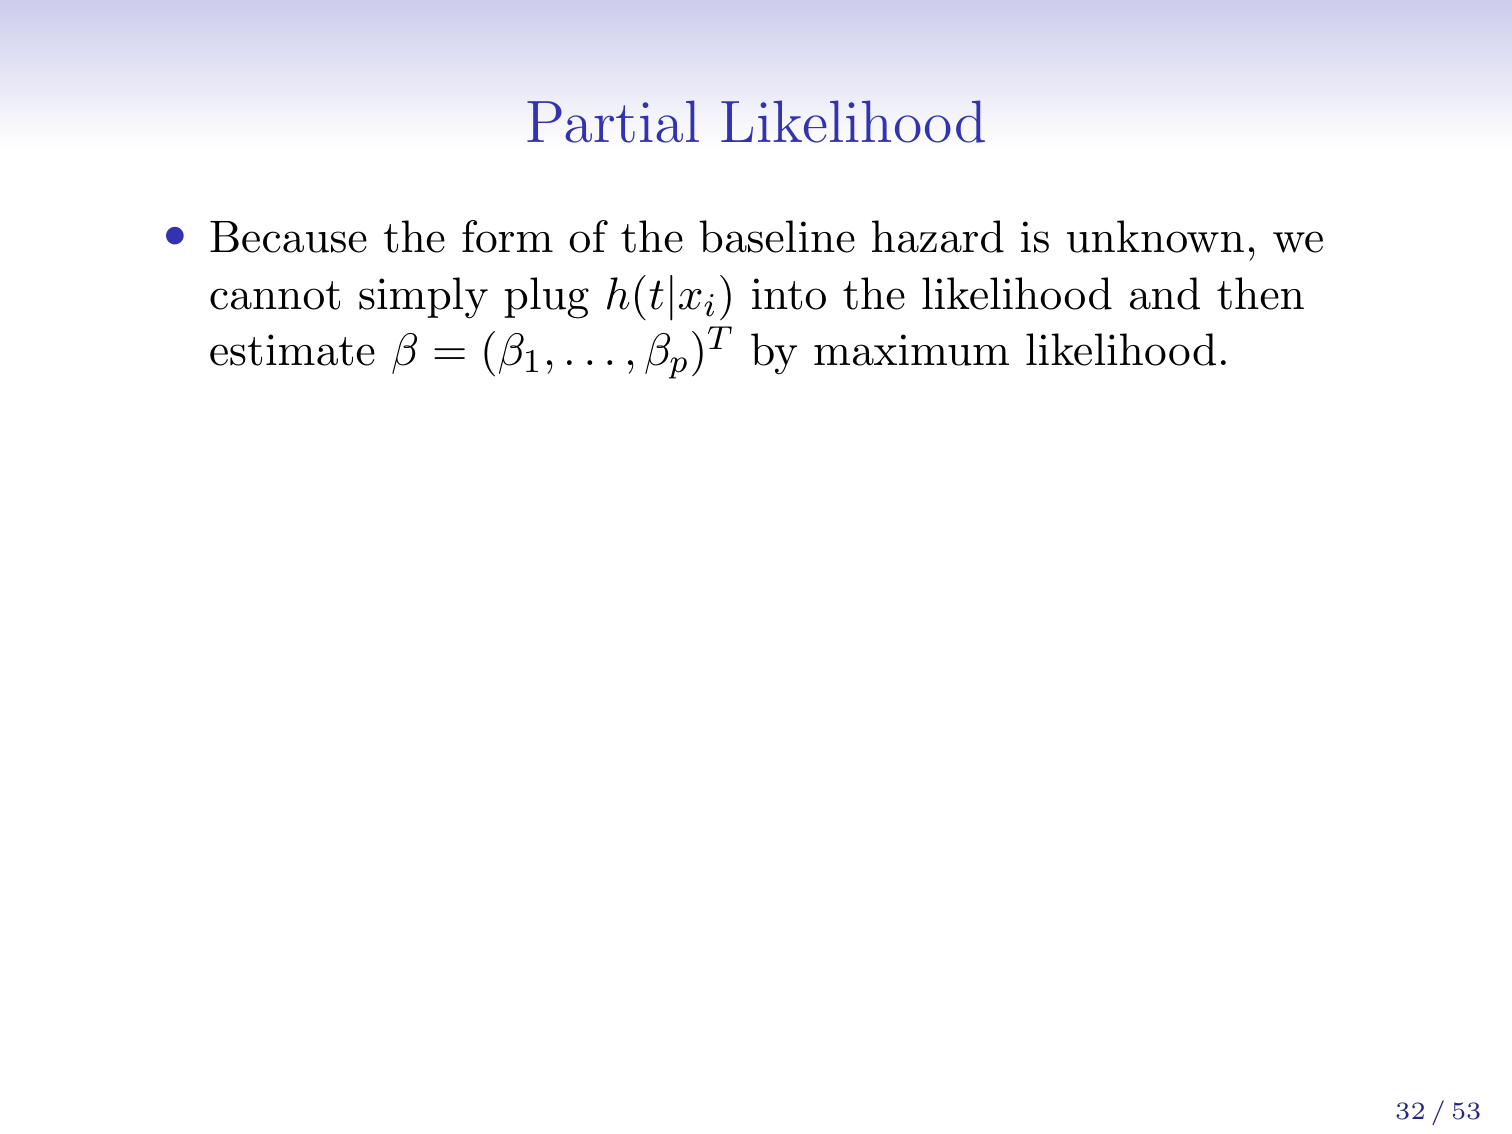 Partial Likelihood
• Because the form of the baseline hazard is unknown, we
cannot simply plug h(t|x_i) into the likelihood and then
estimate β = (β_1, . . . , β_p)^T by maximum likelihood.
32 / 53